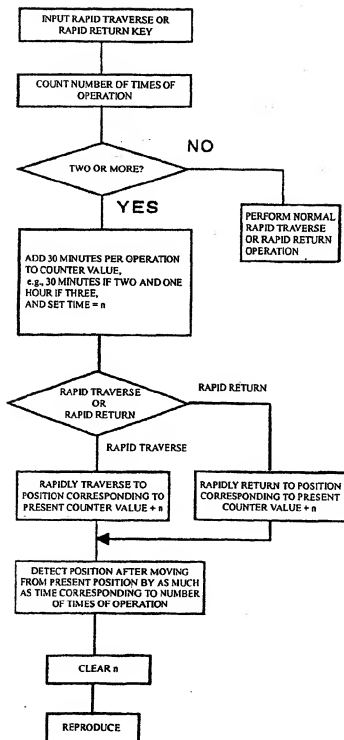 INPUT RAPID TRAVERSE OR
RAPID RETURN KEY
COUNT NUMBER OF TIMES OF
OPERATION
TWO OR MORE?
NO
YES
PERFORM NORMAL
RAPID TRAVERSE
OR RAPID RETURN
OPERATION
ADD 30 MINUTES PER OPERATION
TO COUNTER VALUE,
e.g., 30 MINUTES IF TWO AND ONE
HOUR IF THREE,
AND SET TIME = n
RAPID TRAVERSE
OR
RAPID RETURN
RAPID RETURN
RAPID TRAVERSE
RAPIDLY TRAVERSE TO
POSITION CORRESPONDING TO
PRESENT COUNTER VALUE + n
RAPIDLY RETURN TO POSITION
CORRESPONDING TO PRESENT
COUNTER VALUE + n
DETECT POSITION AFTER MOVING
FROM PRESENT POSITION BY AS MUCH
AS TIME CORRESPONDING TO NUMBER
OF TIMES OF OPERATION
CLEAR n
REPRODUCE